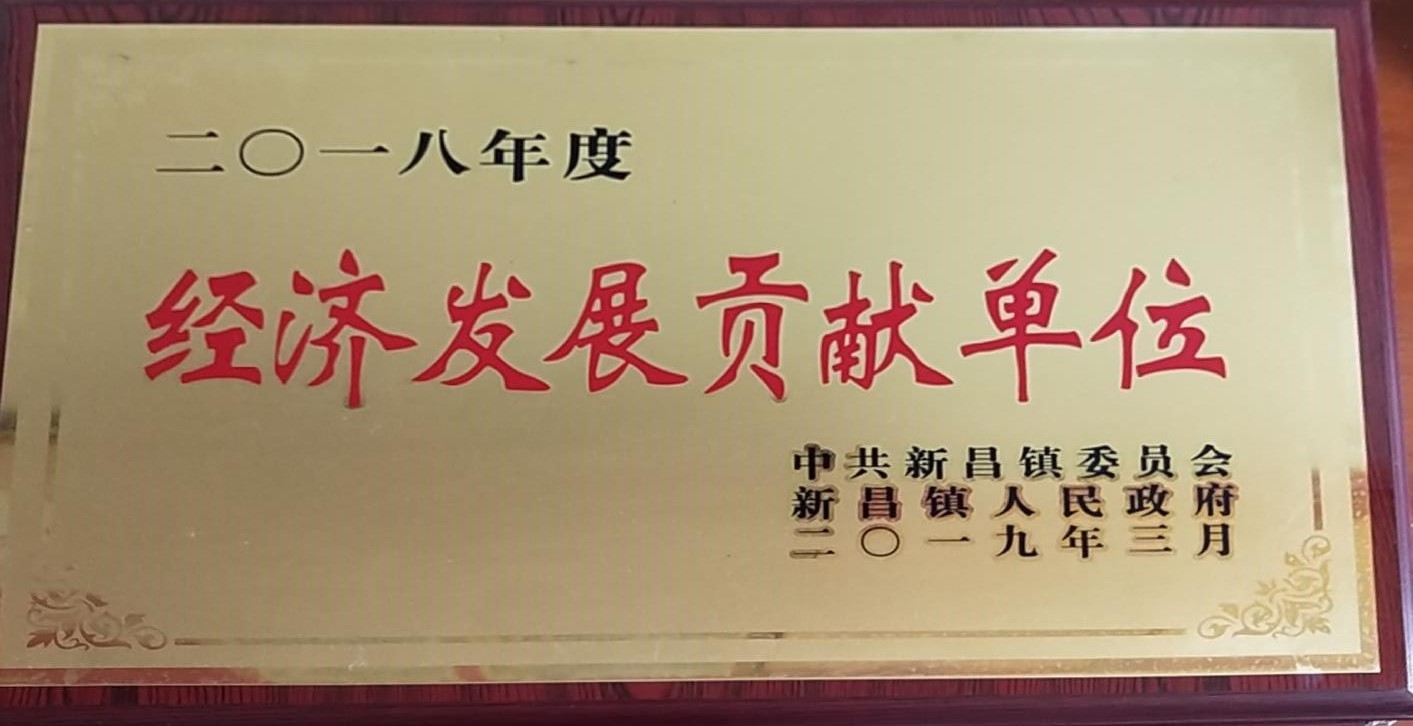 二〇一八年度
经济发展贡献单位
中共新昌镇委员会
新昌镇人民政府
二〇一九年三月